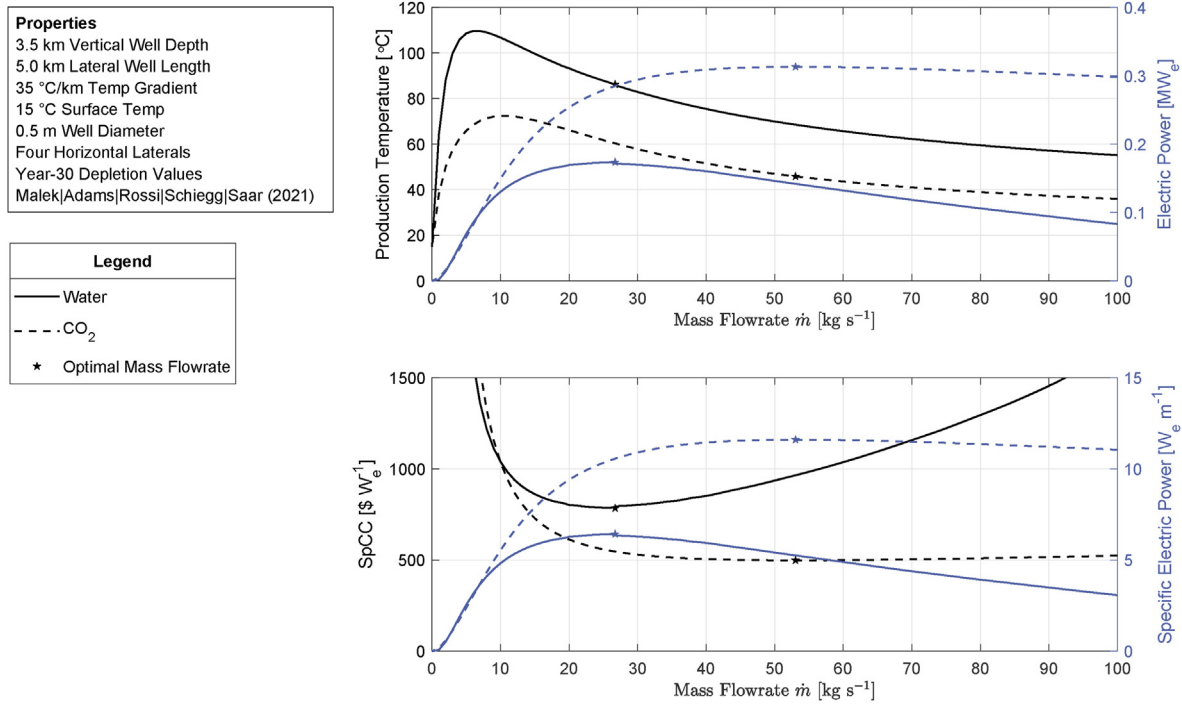 Properties
3.5 km Vertical Well Depth
5.0 km Lateral Well Length
35 °C/km Temp Gradient
15 °C Surface Temp
0.5 m Well Diameter
Four Horizontal Laterals
Year-30 Depletion Values
Malek|Adams|Rossi|Schiegg|Saar (2021)
Legend
Water
CO₂
Optimal Mass Flowrate
Production Temperature [°C]
120
100
80
60
40
20
0
0.4
0.3
0.2
0.1
0
Electric Power [MWₑ]
0 10 20 30 40 50 60 70 80 90 100
Mass Flowrate ṁ [kg s⁻¹]
SpCC [$ Wₑ⁻¹]
1500
1000
500
0
15
10
5
0
Specific Electric Power [Wₑ m⁻¹]
0 10 20 30 40 50 60 70 80 90 100
Mass Flowrate ṁ [kg s⁻¹]